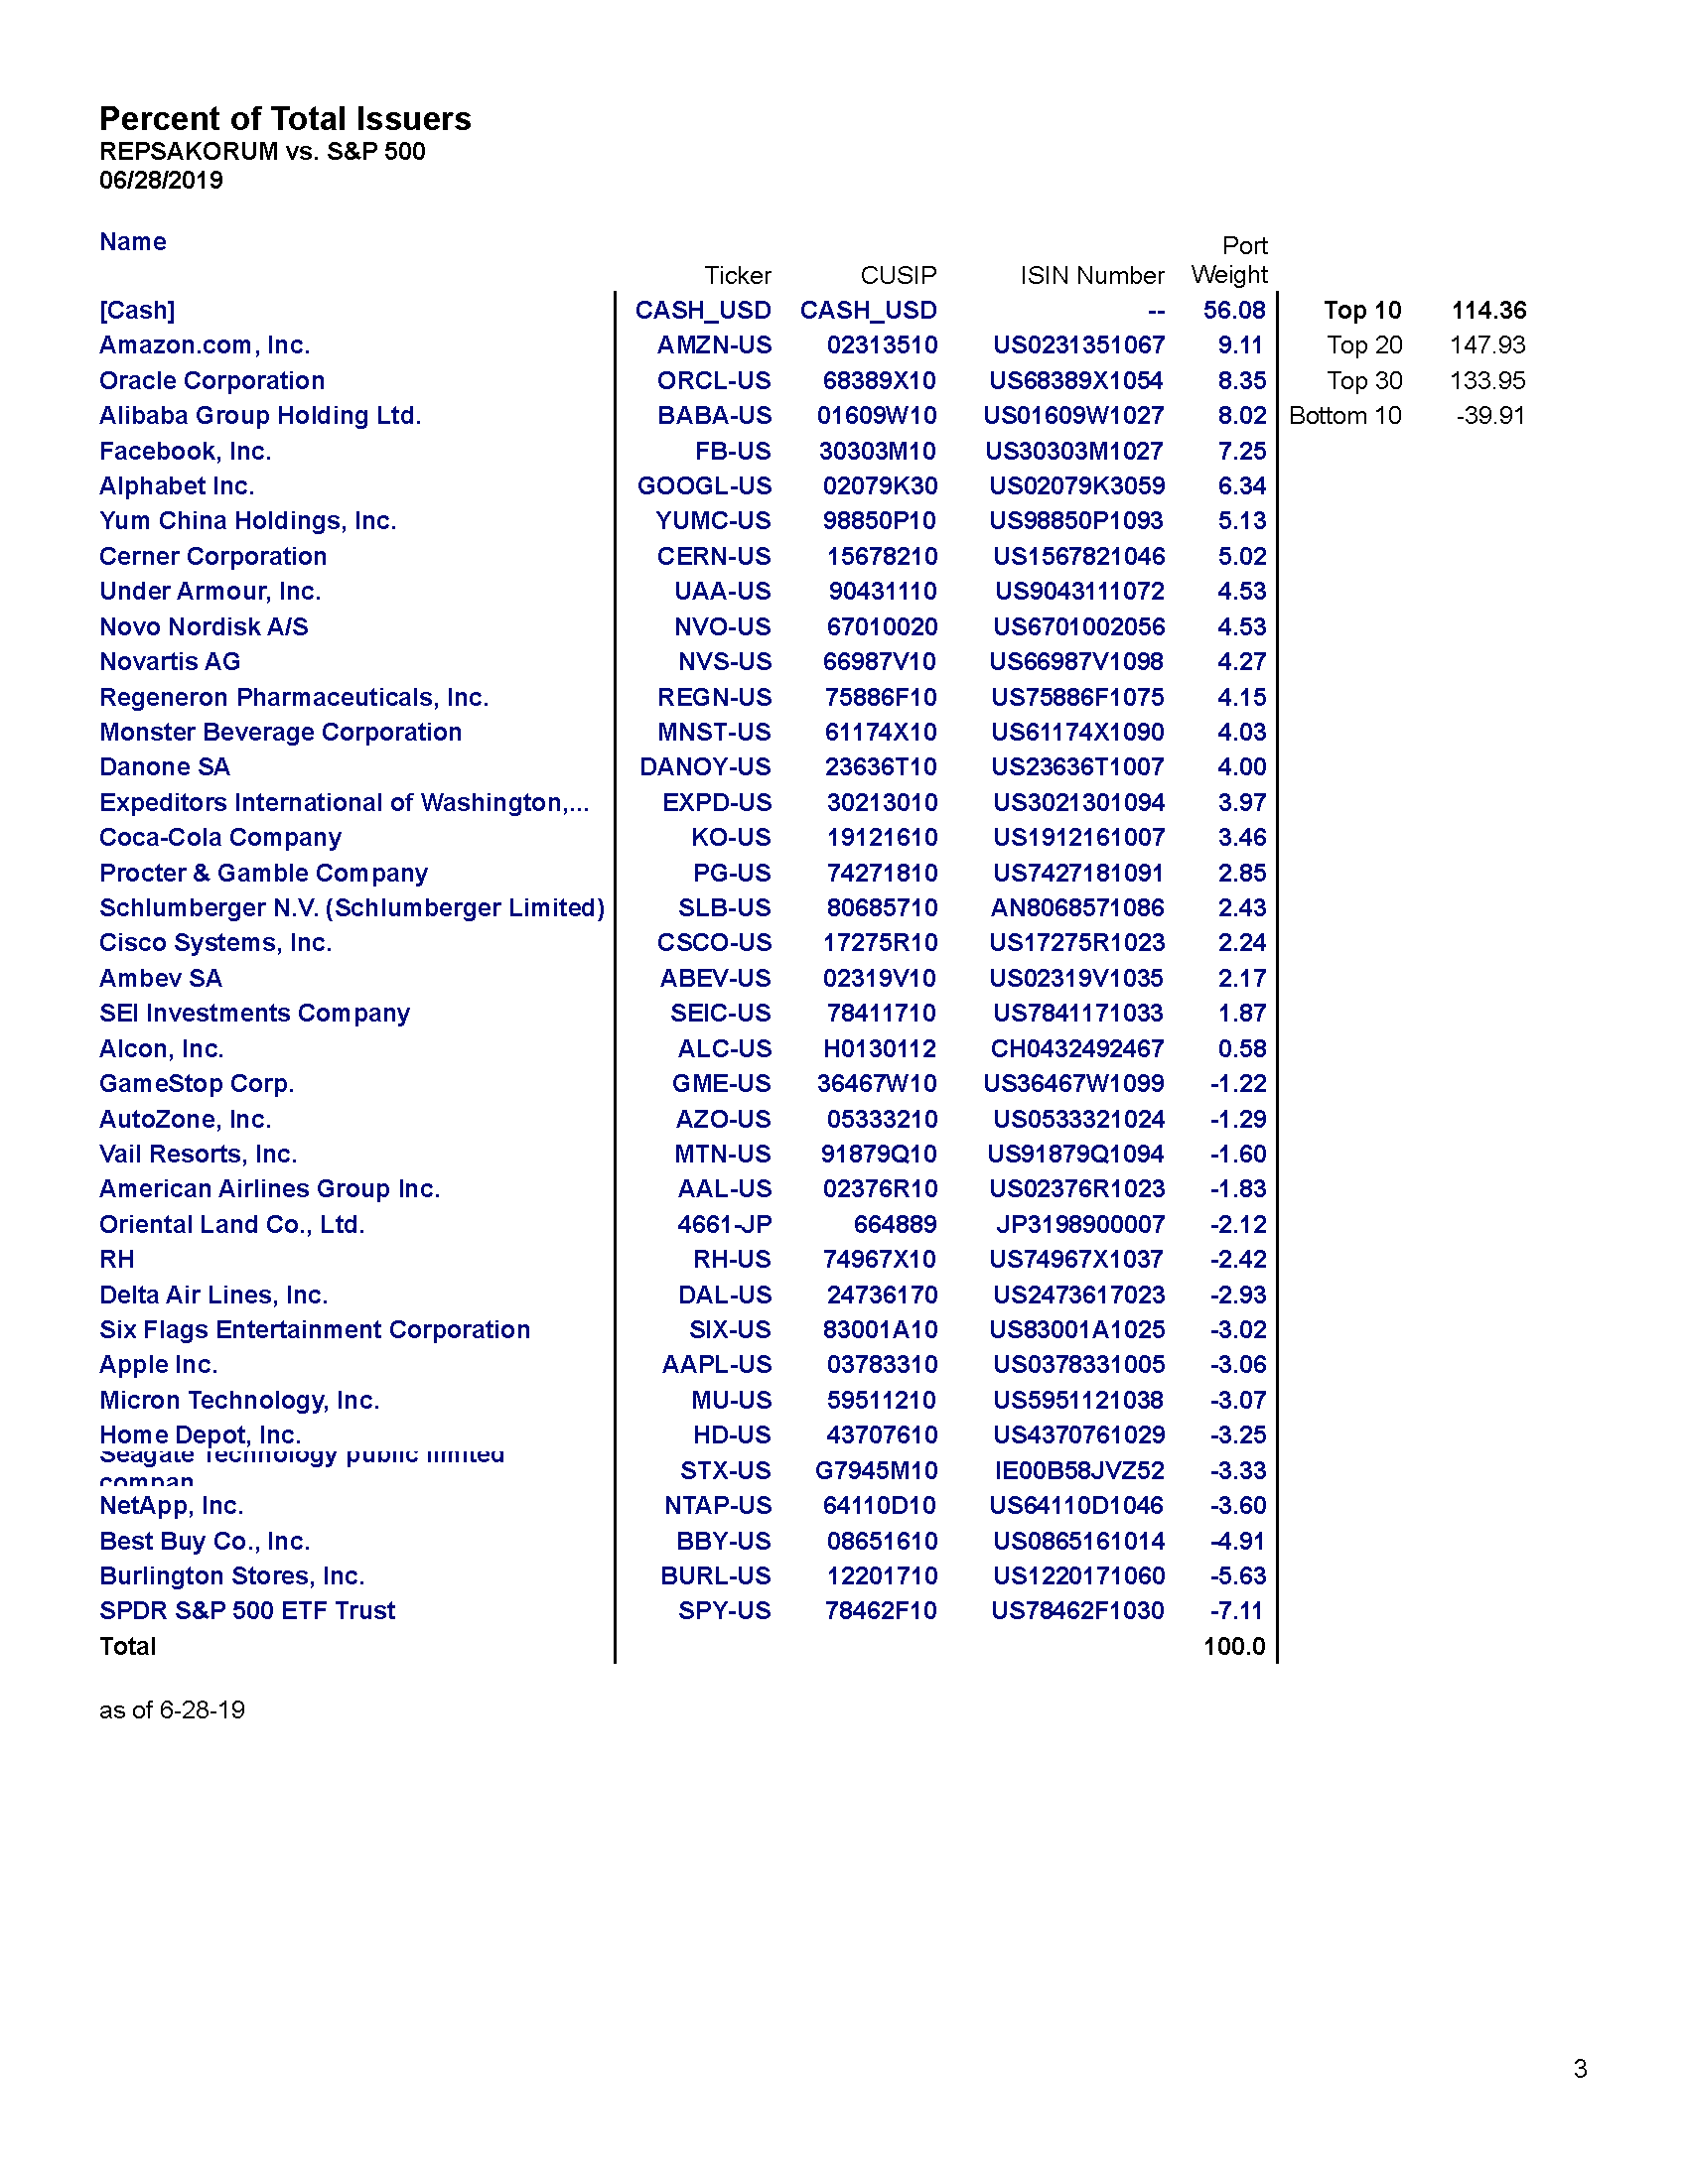 Percent of Total Issuers
REPSAKORUM vs. S&P 500
06/28/2019
Name Ticker CUSIP ISIN Number Port Weight
[Cash] CASH_USD CASH_USD -- 56.08 Top 10 114.36
Amazon.com, Inc. AMZN-US 02313510 US0231351067 9.11 Top 20 147.93
Oracle Corporation ORCL-US 68389X10 US68389X1054 8.35 Top 30 133.95
Alibaba Group Holding Ltd. BABA-US 01609W10 US01609W1027 8.02 Bottom 10 -39.91
Facebook, Inc. FB-US 30303M10 US30303M1027 7.25
Alphabet Inc. GOOGL-US 02079K30 US02079K3059 6.34
Yum China Holdings, Inc. YUMC-US 98850P10 US98850P1093 5.13
Cerner Corporation CERN-US 15678210 US1567821046 5.02
Under Armour, Inc. UAA-US 90431110 US9043111072 4.53
Novo Nordisk A/S NVO-US 67010020 US6701002056 4.53
Novartis AG NVS-US 66987V10 US66987V1098 4.27
Regeneron Pharmaceuticals, Inc. REGN-US 75886F10 US75886F1075 4.15
Monster Beverage Corporation MNST-US 61174X10 US61174X1090 4.03
Danone SA DANOY-US 23636T10 US23636T1007 4.00
Expeditors International of Washington,... EXPD-US 30213010 US3021301094 3.97
Coca-Cola Company KO-US 19121610 US1912161007 3.46
Procter & Gamble Company PG-US 74271810 US7427181091 2.85
Schlumberger N.V. (Schlumberger Limited) SLB-US 80685710 AN8068571086 2.43
Cisco Systems, Inc. CSCO-US 17275R10 US17275R1023 2.24
Ambev SA ABEV-US 02319V10 US02319V1035 2.17
SEI Investments Company SEIC-US 78411710 US7841171033 1.87
Alcon, Inc. ALC-US H0130112 CH0432492467 0.58
GameStop Corp. GME-US 36467W10 US36467W1099 -1.22
AutoZone, Inc. AZO-US 05333210 US0533321024 -1.29
Vail Resorts, Inc. MTN-US 91879Q10 US91879Q1094 -1.60
American Airlines Group Inc. AAL-US 02376R10 US02376R1023 -1.83
Oriental Land Co., Ltd. 4661-JP 664889 JP3198900007 -2.12
RH RH-US 74967X10 US74967X1037 -2.42
Delta Air Lines, Inc. DAL-US 24736170 US2473617023 -2.93
Six Flags Entertainment Corporation SIX-US 83001A10 US83001A1025 -3.02
Apple Inc. AAPL-US 03783310 US0378331005 -3.06
Micron Technology, Inc. MU-US 59511210 US5951121038 -3.07
Home Depot, Inc. HD-US 43707610 US4370761029 -3.25
Seagate Technology public limited
compan STX-US G7945M10 IE00B58JVZ52 -3.33
NetApp, Inc. NTAP-US 64110D10 US64110D1046 -3.60
Best Buy Co., Inc. BBY-US 08651610 US0865161014 -4.91
Burlington Stores, Inc. BURL-US 12201710 US1220171060 -5.63
SPDR S&P 500 ETF Trust SPY-US 78462F10 US78462F1030 -7.11
Total 100.0
as of 6-28-19
3